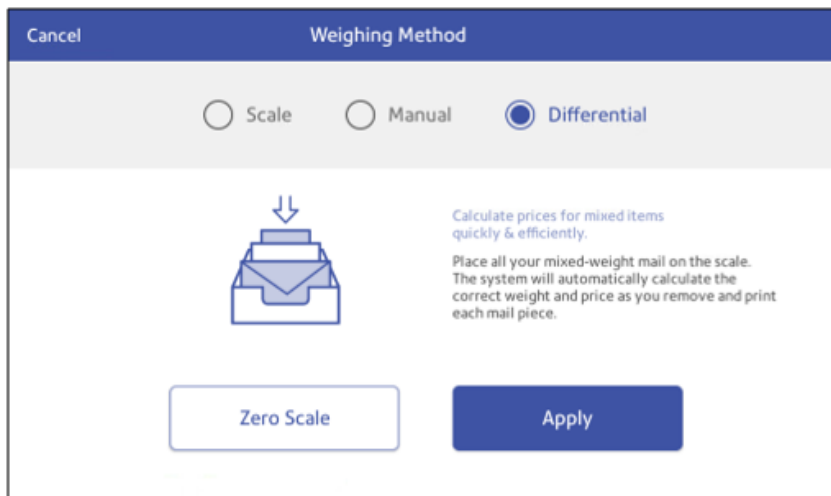 Cancel
Weighing Method
Scale
Manual
Differential
Calculate prices for mixed items
quickly & efficiently.
Place all your mixed-weight mail on the scale.
The system will automatically calculate the
correct weight and price as you remove and print
each mail piece.
Zero Scale
Apply